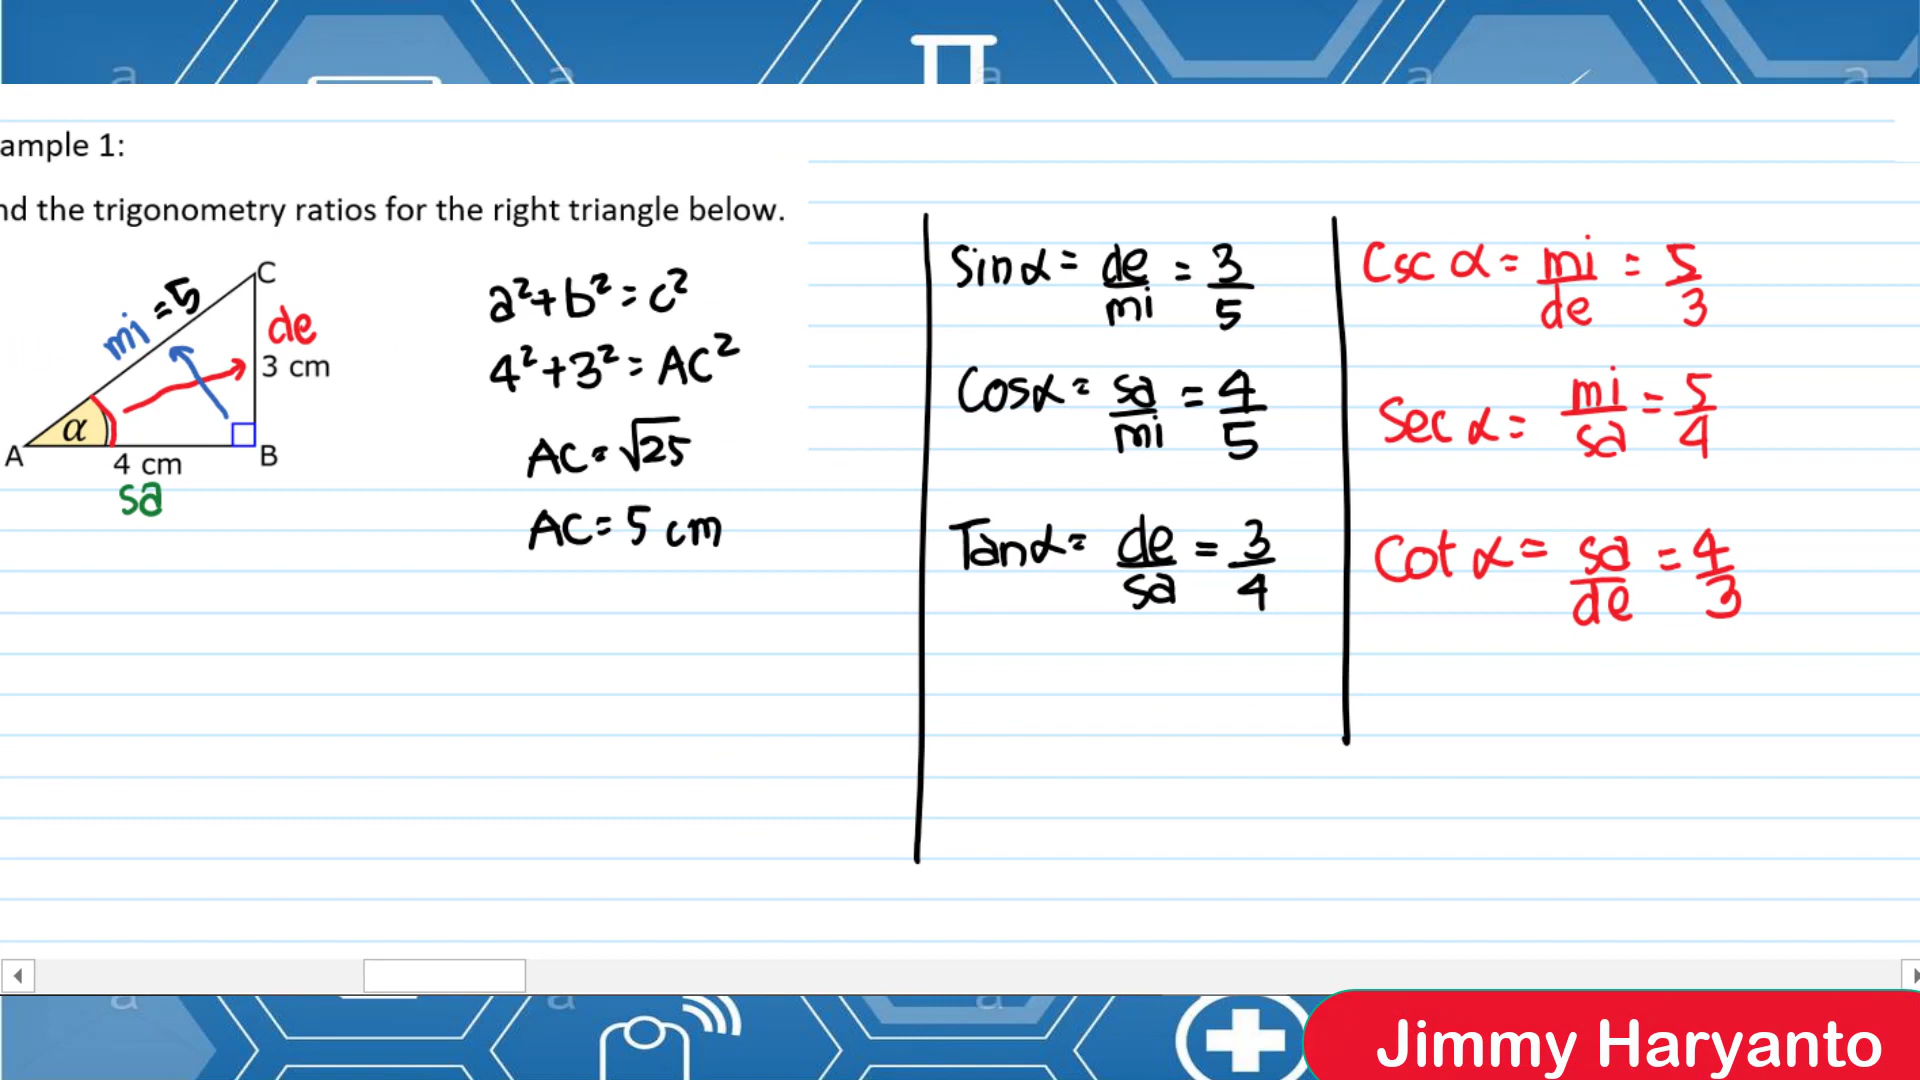 ample 1:
nd the trigonometry ratios for the right triangle below.
C
mi = 5
de
3 cm
α
A
B
4 cm
sa
a² + b² = c²
4² + 3² = AC²
AC = √25
AC = 5 cm
Sin α = de/mi = 3/5
Cos α = sa/mi = 4/5
Tan α = de/sa = 3/4
Csc α = mi/de = 5/3
Sec α = mi/sa = 5/4
Cot α = sa/de = 4/3
Jimmy Haryanto